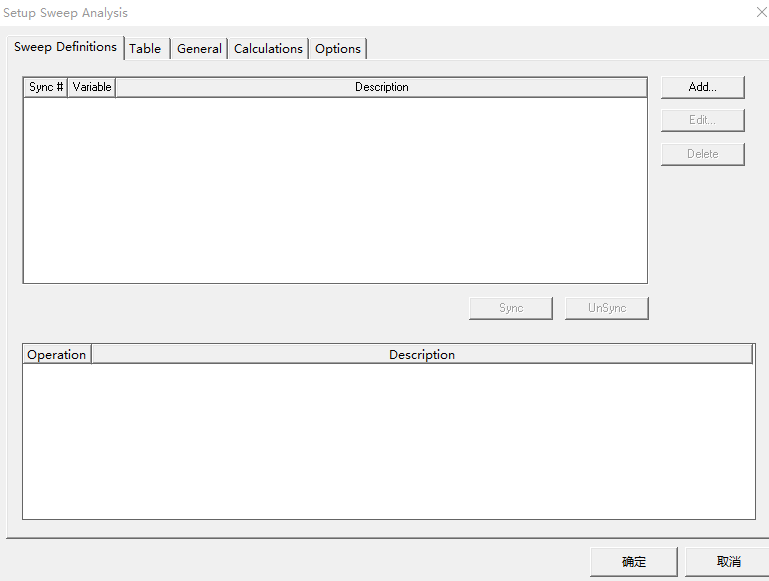 Setup Sweep Analysis
Sweep Definitions Table General Calculations Options
Sync # Variable Description
Add...
Edit...
Delete
Sync UnSync
Operation Description
确定 取消